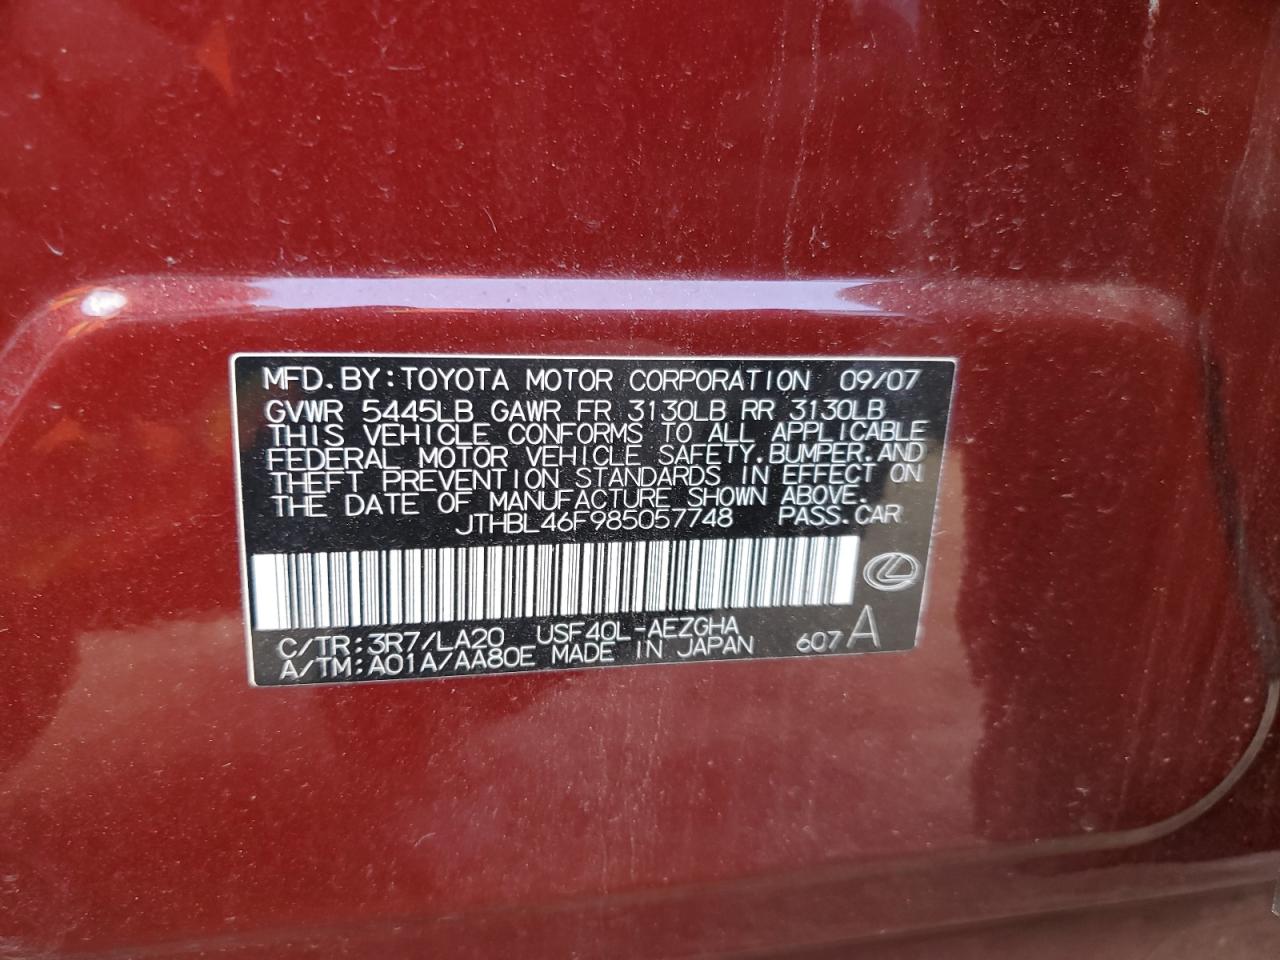 MFD.BY:TOYOTA MOTOR CORPORATION 09/07
GVWR 5445LB GAWR FR 3130LB RR 3130LB
THIS VEHICLE CONFORMS TO ALL APPLICABLE
FEDERAL MOTOR VEHICLE SAFETY.BUMPER.AND
THEFT PREVENTION STANDARDS IN EFFECT ON
THE DATE OF MANUFACTURE SHOWN ABOVE.
JTHBL46F985057748 PASS.CAR
C/TR:3R7/LA20 USF40L-AEZGHA
A/TM:A01A/AA80E MADE IN JAPAN 607A